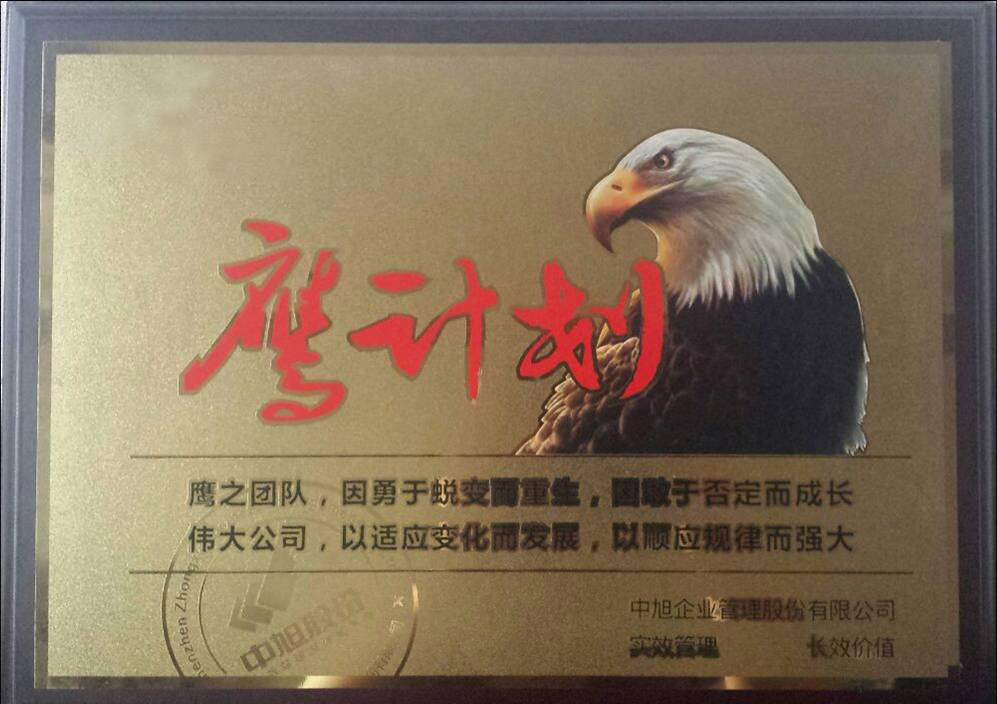 鹰计划
鹰之团队，因勇于蜕变而重生，因敢于否定而成长
伟大公司，以适应变化而发展，以顺应规律而强大
中旭企业管理股份有限公司
实效管理 长效价值
enzhen Zhong
中旭股份